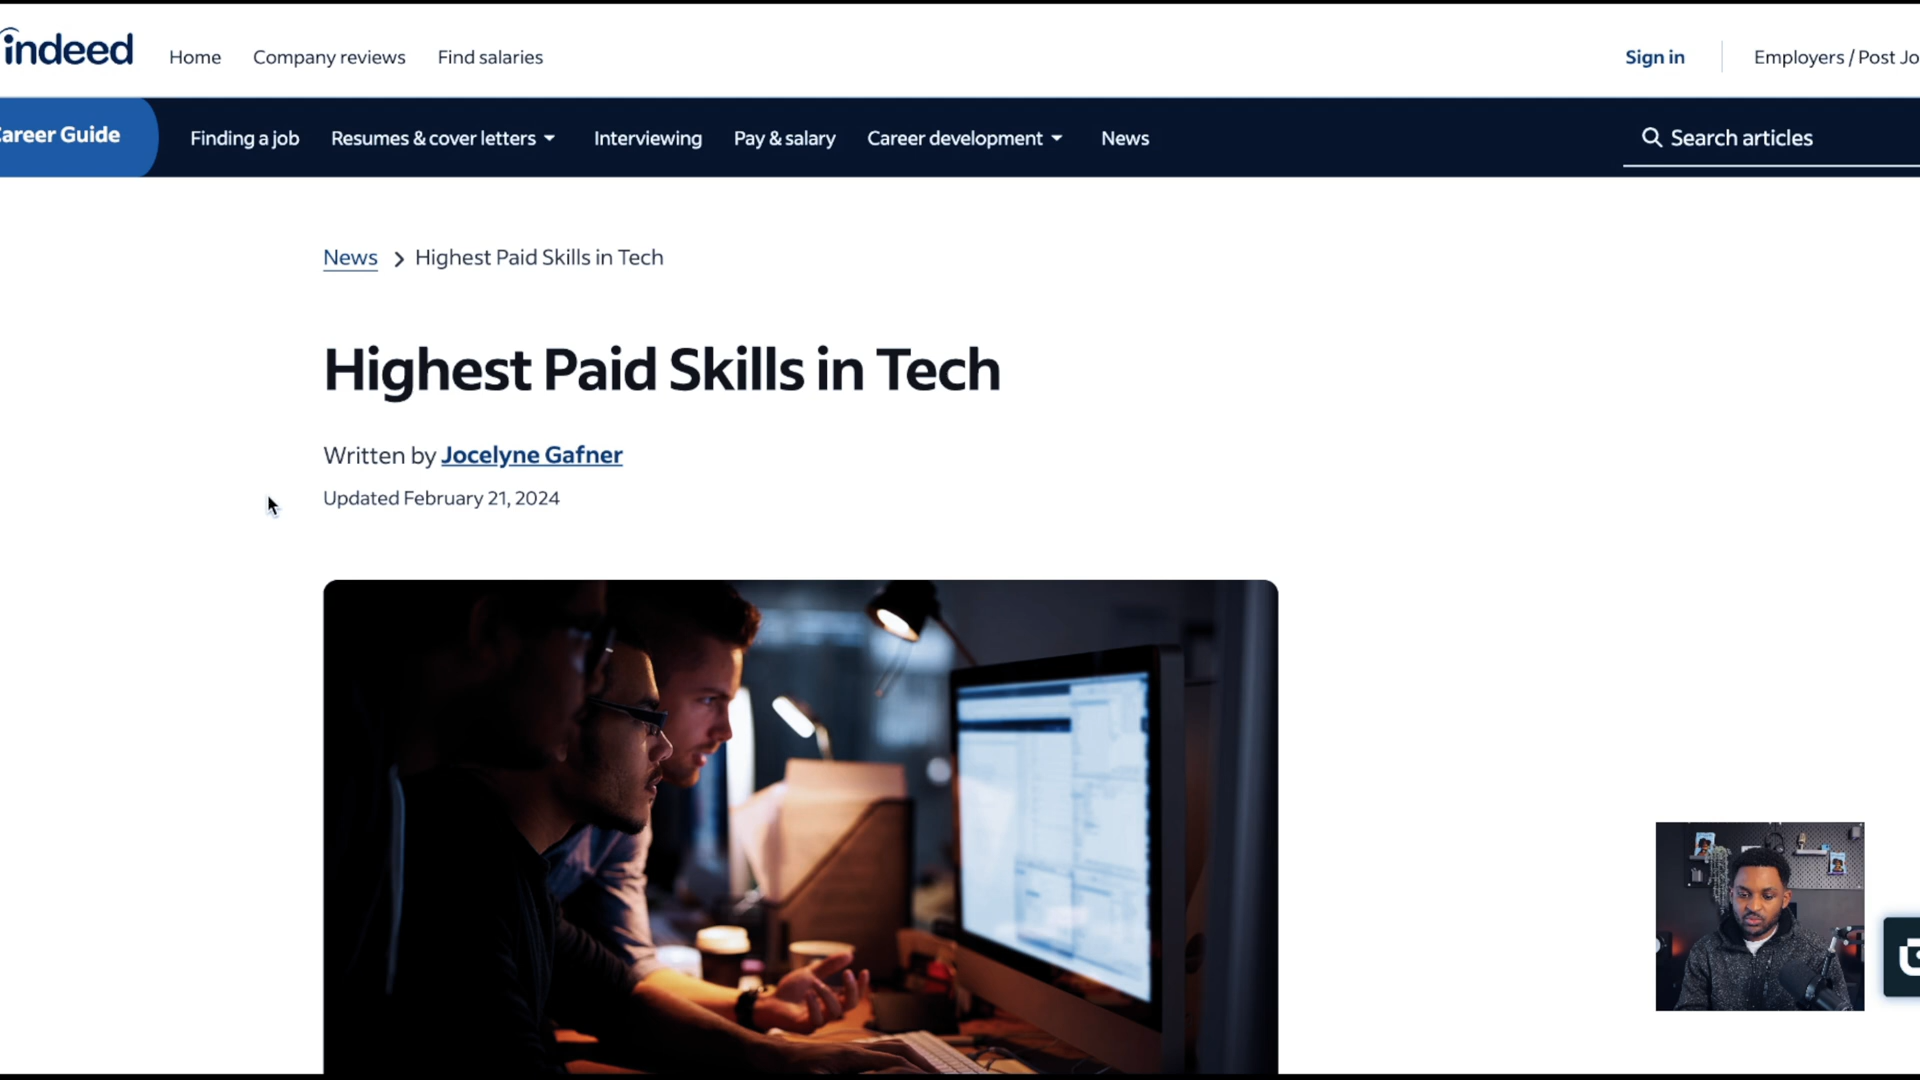 indeed
Home Company reviews Find salaries
Sign in
Employers / Post Jo
areer Guide
Finding a job Resumes & cover letters Interviewing Pay & salary Career development News
Search articles
News > Highest Paid Skills in Tech
Highest Paid Skills in Tech
Written by Jocelyne Gafner
Updated February 21, 2024